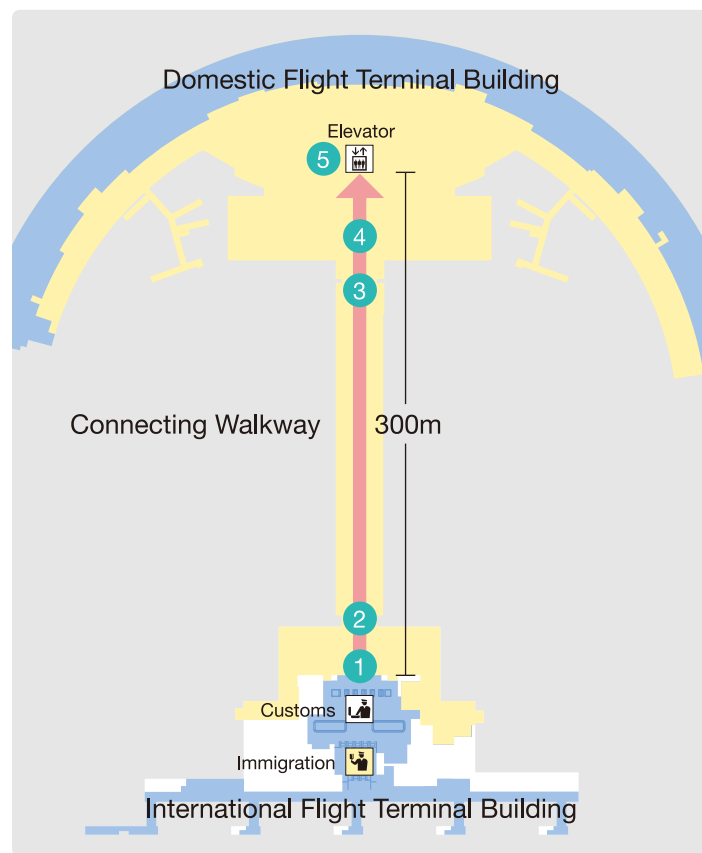 Domestic Flight Terminal Building
Elevator
5
4
3
Connecting Walkway
300m
2
1
Customs
Immigration
International Flight Terminal Building